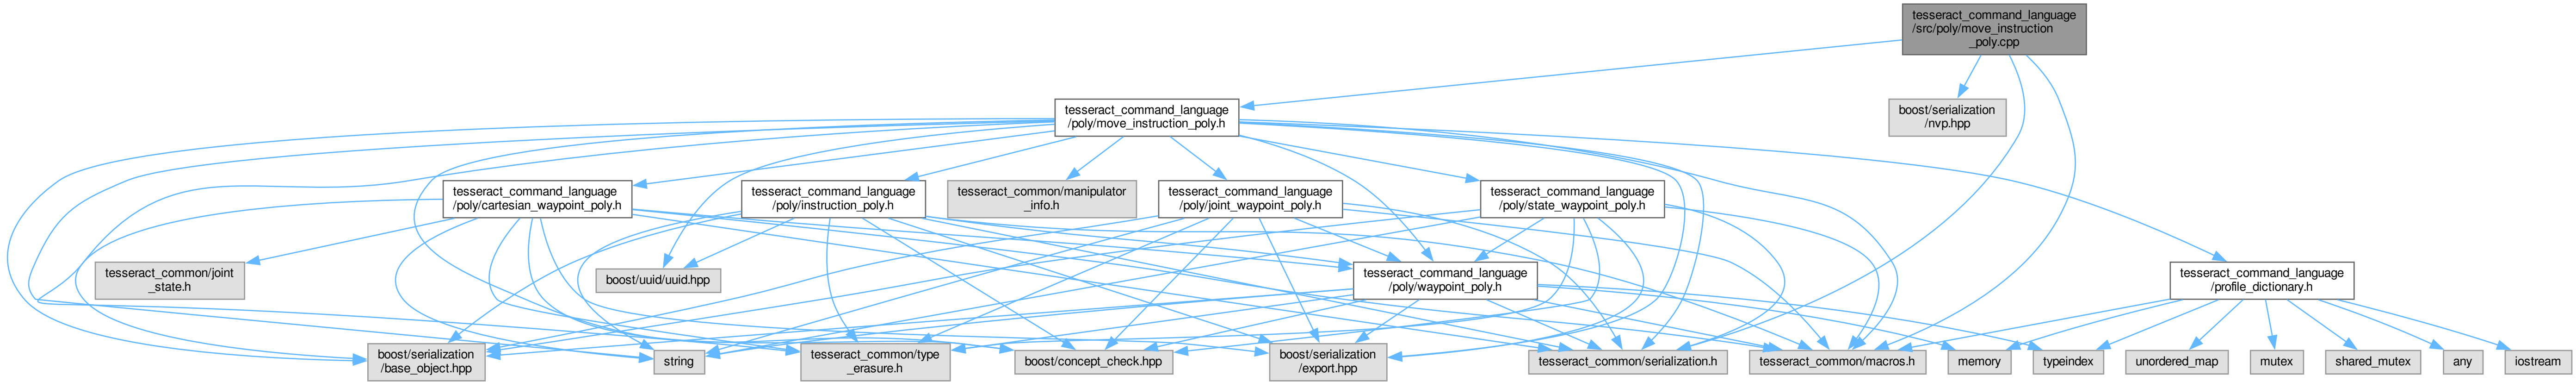 tesseract_command_language
/src/poly/move_instruction
_poly.cpp
tesseract_command_language
/poly/move_instruction_poly.h
boost/serialization
/nvp.hpp
tesseract_command_language
/poly/cartesian_waypoint_poly.h
tesseract_command_language
/poly/instruction_poly.h
tesseract_common/manipulator
_info.h
tesseract_command_language
/poly/joint_waypoint_poly.h
tesseract_command_language
/poly/state_waypoint_poly.h
tesseract_common/joint
_state.h
boost/uuid/uuid.hpp
tesseract_command_language
/poly/waypoint_poly.h
tesseract_command_language
/profile_dictionary.h
boost/serialization
/base_object.hpp
string
tesseract_common/type
_erasure.h
boost/concept_check.hpp
boost/serialization
/export.hpp
tesseract_common/serialization.h
tesseract_common/macros.h
memory
typeindex
unordered_map
mutex
shared_mutex
any
iostream